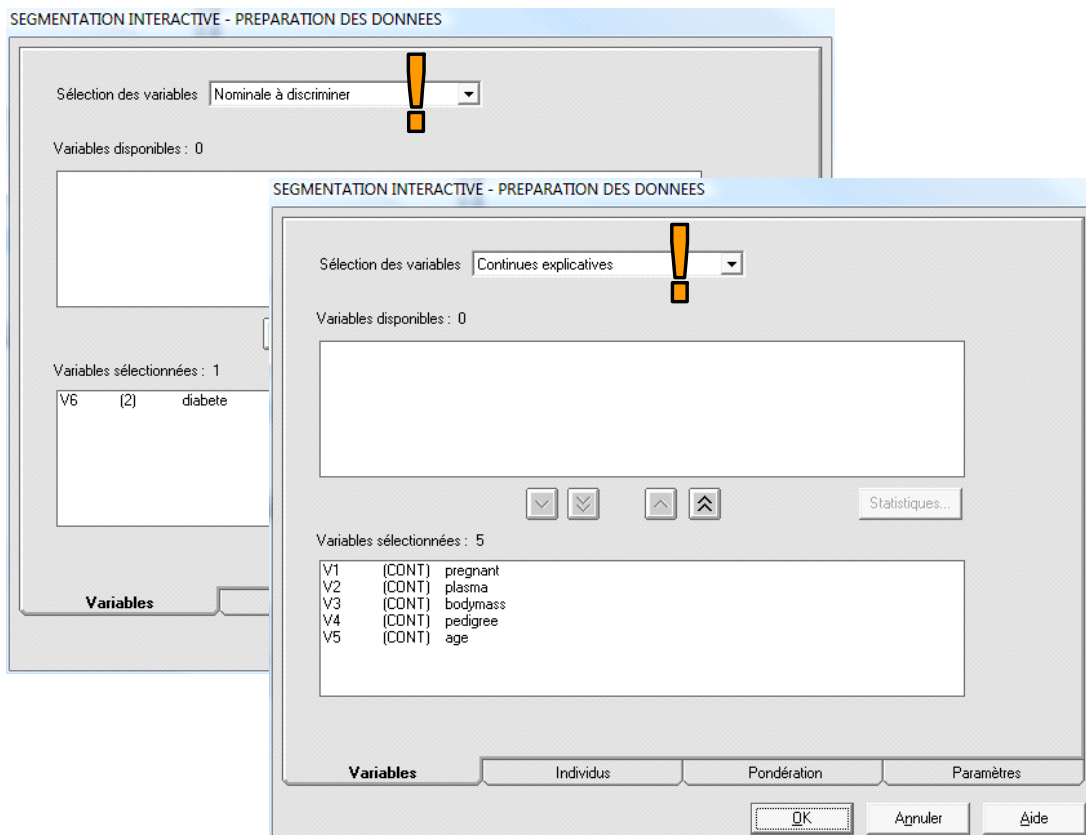 SEGMENTATION INTERACTIVE - PREPARATION DES DONNEES
Sélection des variables Nominale à discriminer
Variables disponibles : 0
Variables sélectionnées : 1
V6 (2) diabete
Variables
SEGMENTATION INTERACTIVE - PREPARATION DES DONNEES
Sélection des variables Continues explicatives
Variables disponibles : 0
Statistiques...
Variables sélectionnées : 5
V1 (CONT) pregnant
V2 (CONT) plasma
V3 (CONT) bodymass
V4 (CONT) pedigree
V5 (CONT) age
Variables Individus Pondération Paramètres
OK Annuler Aide